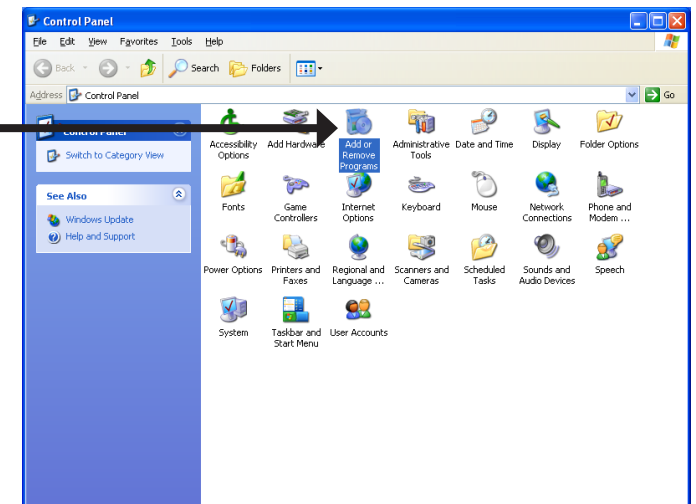 Control Panel
File Edit View Favorites Tools Help
Back Search Folders
Address Control Panel Go
Control Panel
Switch to Category View
See Also
Windows Update
Help and Support
Accessibility Options
Add Hardware
Add or Remove Programs
Administrative Tools
Date and Time
Display
Folder Options
Fonts
Game Controllers
Internet Options
Keyboard
Mouse
Network Connections
Phone and Modem ...
Power Options
Printers and Faxes
Regional and Language ...
Scanners and Cameras
Scheduled Tasks
Sounds and Audio Devices
Speech
System
Taskbar and Start Menu
User Accounts